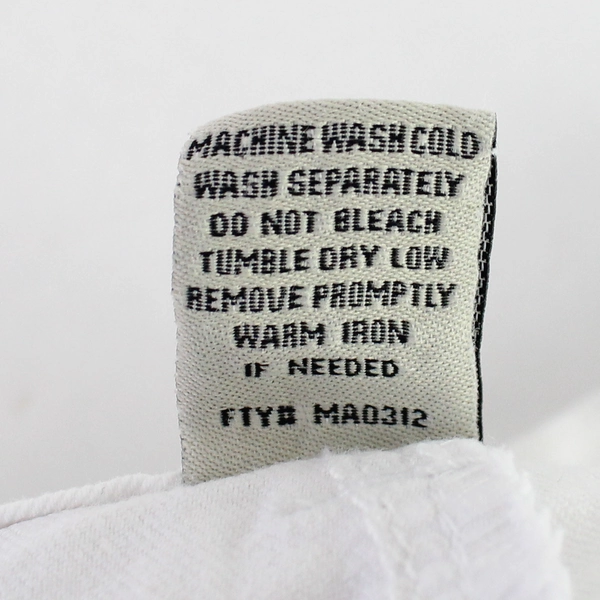 MACHINE WASH COLD
WASH SEPARATELY
DO NOT BLEACH
TUMBLE DRY LOW
REMOVE PROMPTLY
WARM IRON
IF NEEDED
FTY# MA0312